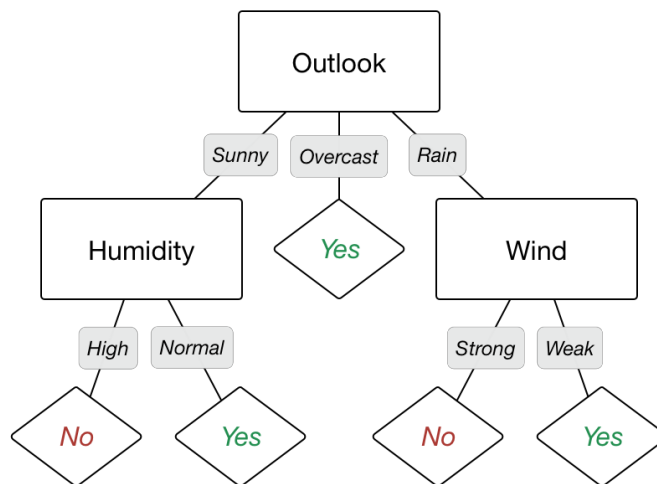 Outlook
Sunny
Overcast
Rain
Humidity
Yes
Wind
High
Normal
Strong
Weak
No
Yes
No
Yes